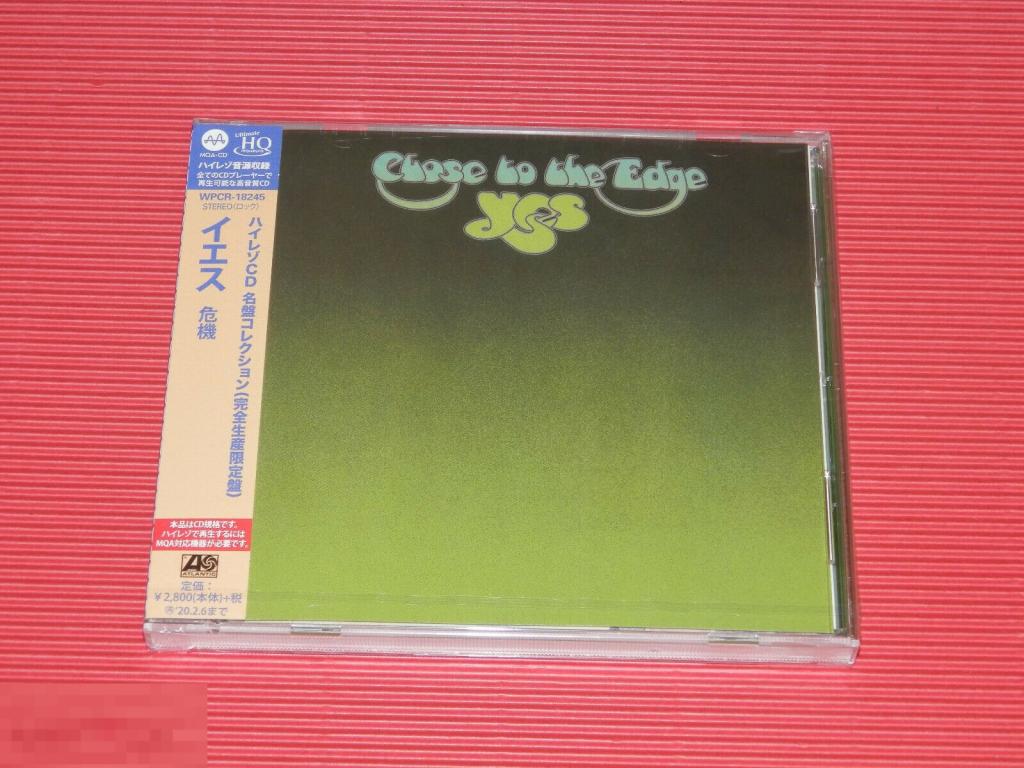 MQA-CD
Ultimate
HQ
ハイレゾ音源収録
全てのCDプレーヤーで
再生可能な高音質CD
WPCR-18245
STEREO(ロック)
ハイレゾCD 名盤コレクション(完全生産限定盤)
イエス 危機
本品はCD規格です。
ハイレゾで再生するには
MQA対応機器が必要です。
ATLANTIC
定価:
¥2,800(本体)+税
'20.2.6まで
Close to the Edge
yes